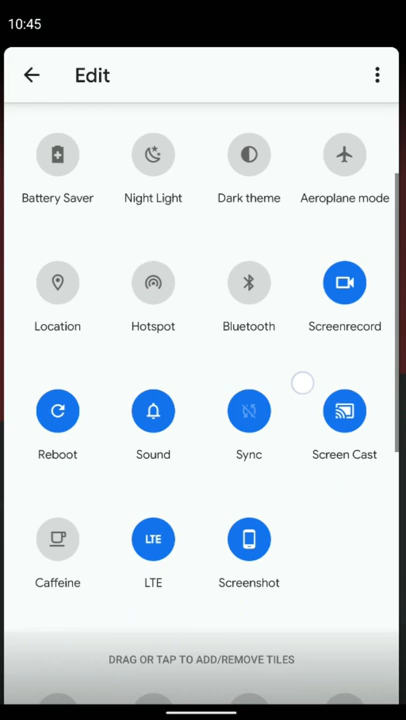 10:45
Edit
Battery Saver Night Light Dark theme Aeroplane mode
Location Hotspot Bluetooth Screenrecord
Reboot Sound Sync Screen Cast
LTE
Caffeine LTE Screenshot
DRAG OR TAP TO ADD/REMOVE TILES